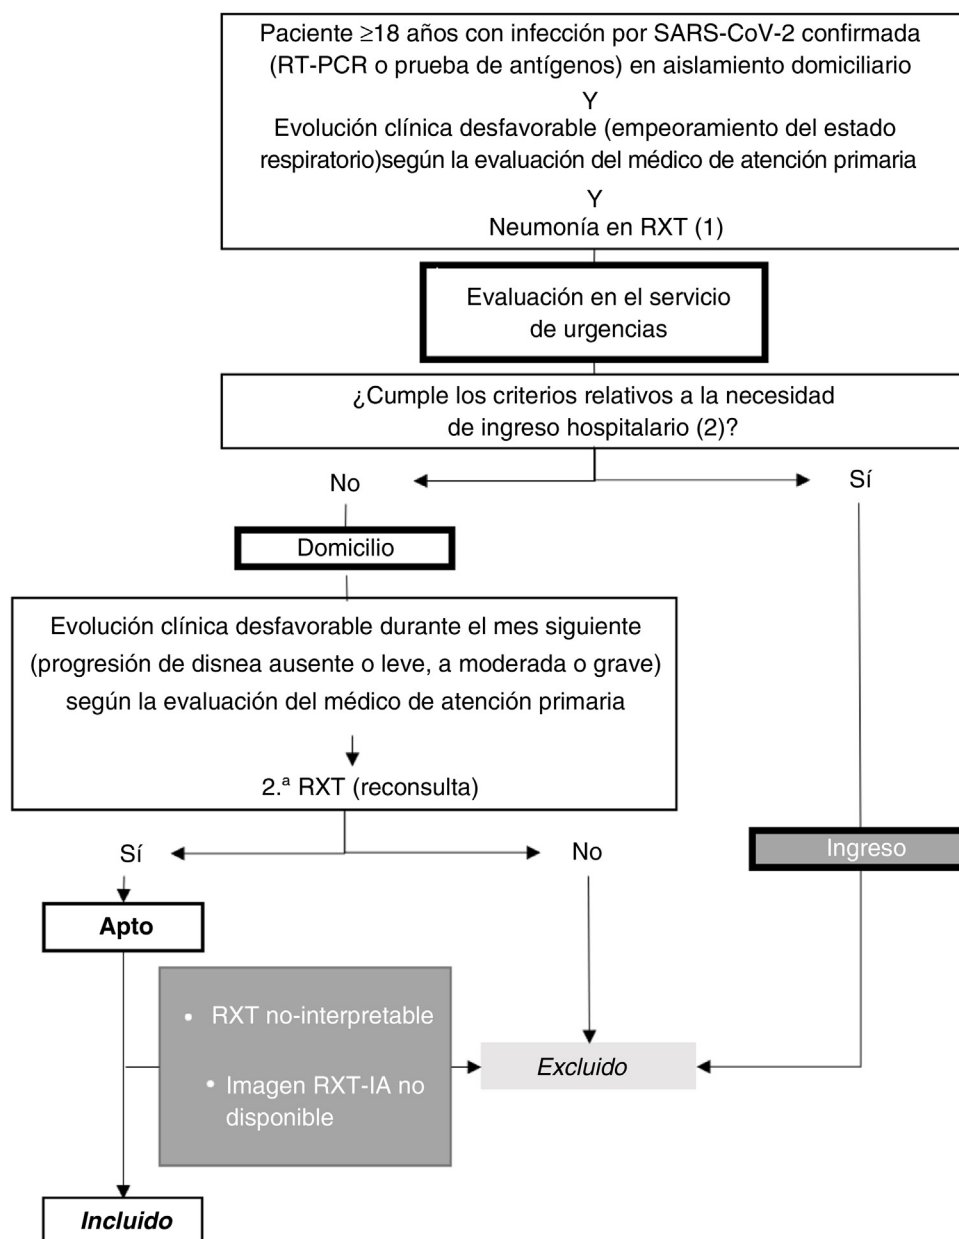 Paciente ≥18 años con infección por SARS-CoV-2 confirmada
(RT-PCR o prueba de antígenos) en aislamiento domiciliario
Y
Evolución clínica desfavorable (empeoramiento del estado
respiratorio)según la evaluación del médico de atención primaria
Y
Neumonía en RXT (1)
Evaluación en el servicio
de urgencias
¿Cumple los criterios relativos a la necesidad
de ingreso hospitalario (2)?
No
Sí
Domicilio
Evolución clínica desfavorable durante el mes siguiente
(progresión de disnea ausente o leve, a moderada o grave)
según la evaluación del médico de atención primaria
2.ª RXT (reconsulta)
Sí
No
Ingreso
Apto
• RXT no-interpretable
• Imagen RXT-IA no
disponible
Excluido
Incluido